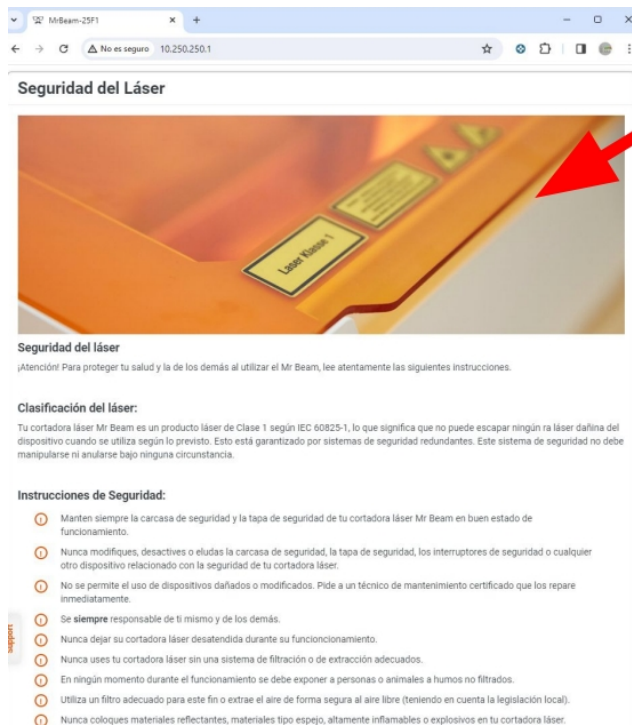 MrBeam-25F1
No es seguro 10.250.250.1
Seguridad del Láser
Laser Klasse 1
Seguridad del láser
¡Atención! Para proteger tu salud y la de los demás al utilizar el Mr Beam, lee atentamente las siguientes instrucciones.
Clasificación del láser:
Tu cortadora láser Mr Beam es un producto láser de Clase 1 según IEC 60825-1, lo que significa que no puede escapar ningún ra láser dañina del
dispositivo cuando se utiliza según lo previsto. Esto está garantizado por sistemas de seguridad redundantes. Este sistema de seguridad no debe
manipularse ni anularse bajo ninguna circunstancia.
Instrucciones de Seguridad:
Manten siempre la carcasa de seguridad y la tapa de seguridad de tu cortadora láser Mr Beam en buen estado de
funcionamiento.
Nunca modifiques, desactives o eludas la carcasa de seguridad, la tapa de seguridad, los interruptores de seguridad o cualquier
otro dispositivo relacionado con la seguridad de tu cortadora láser.
No se permite el uso de dispositivos dañados o modificados. Pide a un técnico de mantenimiento certificado que los repare
inmediatamente.
Se siempre responsable de ti mismo y de los demás.
Nunca dejar su cortadora láser desatendida durante su funcioncionamiento.
Nunca uses tu cortadora láser sin una sistema de filtración o de extracción adecuados.
En ningún momento durante el funcionamiento se debe exponer a personas o animales a humos no filtrados.
Utiliza un filtro adecuado para este fin o extrae el aire de forma segura al aire libre (teniendo en cuenta la legislación local).
Nunca coloques materiales reflectantes, materiales tipo espejo, altamente inflamables o explosivos en tu cortadora láser.
support